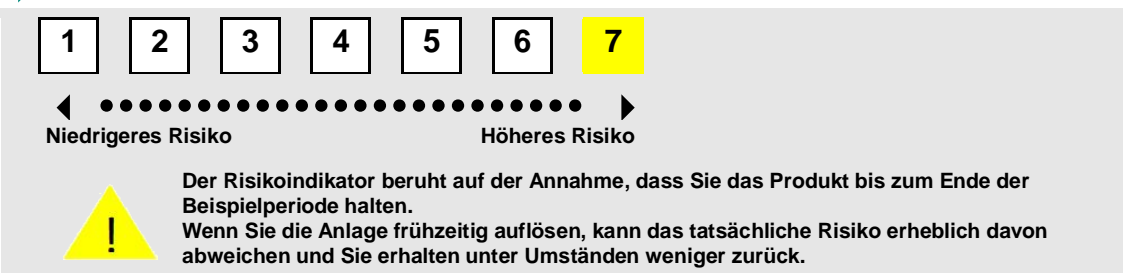 1 2 3 4 5 6 7
Niedrigeres Risiko Höheres Risiko
Der Risikoindikator beruht auf der Annahme, dass Sie das Produkt bis zum Ende der
Beispielperiode halten.
Wenn Sie die Anlage frühzeitig auflösen, kann das tatsächliche Risiko erheblich davon
abweichen und Sie erhalten unter Umständen weniger zurück.
!